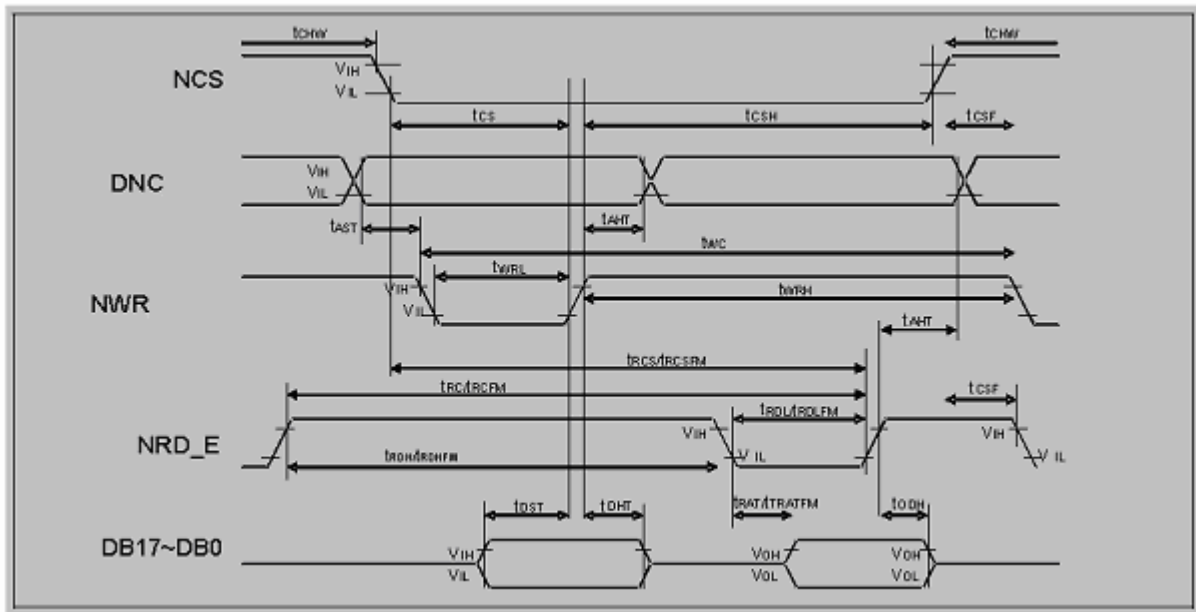 tCHW tCHW
NCS VIH
VIL
tCS tCSH tCSF
DNC VIH
VIL
tAST tAHT
tWC
tWRL
NWR VIH
VIL
tWRH
tAHT
tRCS/tRCSFM
tRC/tRCFM
tRDL/tRDLFM tCSF
NRD_E VIH VIH
VIL VIL
tRDH/tRDHFM
tRAT/tTRATFM
tDST tDHT tODH
DB17~DB0 VIH VOH VOH
VIL VOL VOL